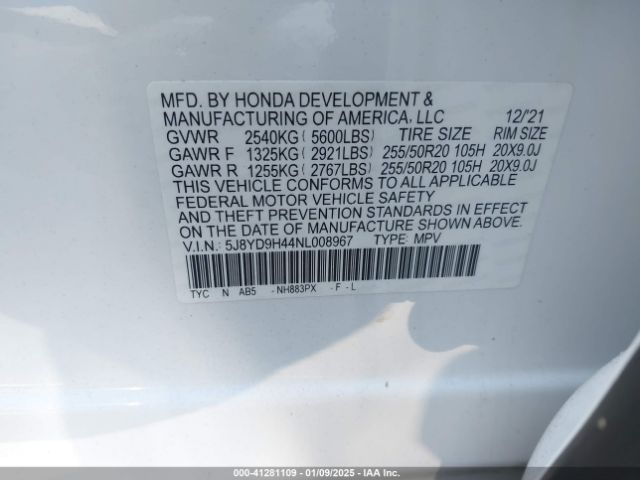 MFD. BY HONDA DEVELOPMENT &
MANUFACTURING OF AMERICA, LLC 12/'21
GVWR 2540KG ( 5600LBS ) TIRE SIZE RIM SIZE
GAWR F 1325KG ( 2921LBS ) 255/50R20 105H 20X9.0J
GAWR R 1255KG ( 2767LBS ) 255/50R20 105H 20X9.0J
THIS VEHICLE CONFORMS TO ALL APPLICABLE
FEDERAL MOTOR VEHICLE SAFETY
AND THEFT PREVENTION STANDARDS IN EFFECT
ON THE DATE OF MANUFACTURE SHOWN ABOVE.
V.I.N.: 5J8YD9H44NL008967 TYPE: MPV
TYC N AB5 - NH883PX - F - L
000-41281109 - 01/09/2025 - IAA Inc.